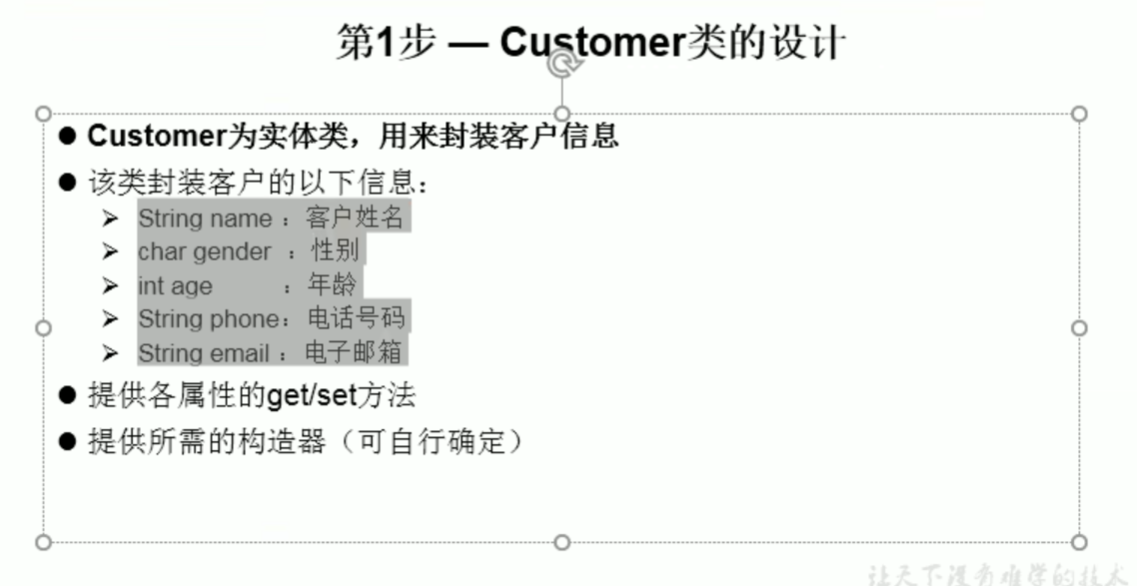 第1步 — Customer类的设计
Customer为实体类，用来封装客户信息
该类封装客户的以下信息：
String name ：客户姓名
char gender ：性别
int age ：年龄
String phone：电话号码
String email ：电子邮箱
提供各属性的get/set方法
提供所需的构造器（可自行确定）
让天下没有难学的技术